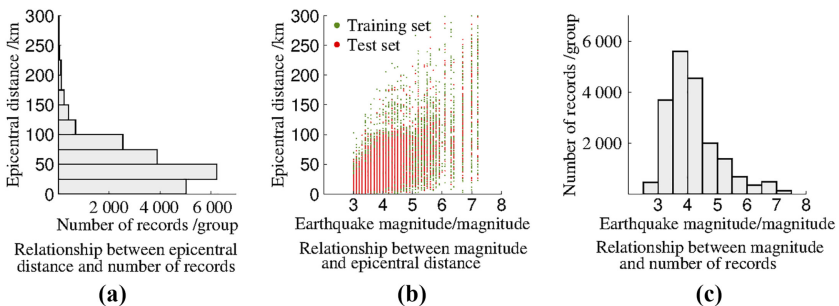 300
250
200
150
100
50
0
Epicentral distance /km
2 000
4 000
6 000
Number of records /group
Relationship between epicentral
distance and number of records
(a)
300
250
200
150
100
50
0
Epicentral distance /km
Training set
Test set
3
4
5
6
7
8
Earthquake magnitude/magnitude
Relationship between magnitude
and epicentral distance
(b)
6 000
4 000
2 000
Number of records /group
3
4
5
6
7
8
Earthquake magnitude/magnitude
Relationship between magnitude
and number of records
(c)